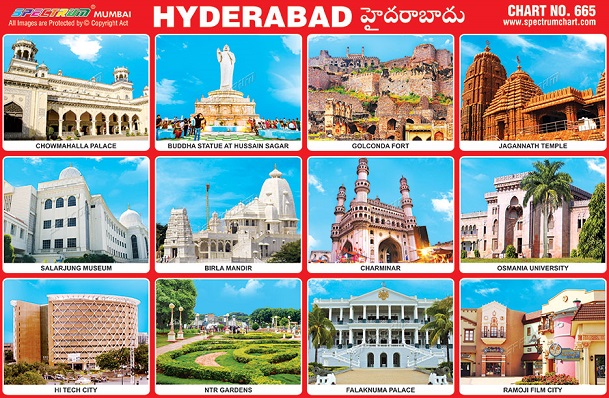 SPECTRUM® MUMBAI
All Images are Protected by © Copyright Act
HYDERABAD హైదరాబాదు
CHART NO. 665
www.spectrumchart.com
CHOWMAHALLA PALACE
BUDDHA STATUE AT HUSSAIN SAGAR
GOLCONDA FORT
JAGANNATH TEMPLE
SALARJUNG MUSEUM
BIRLA MANDIR
CHARMINAR
OSMANIA UNIVERSITY
HI TECH CITY
NTR GARDENS
FALAKNUMA PALACE
RAMOJI FILM CITY